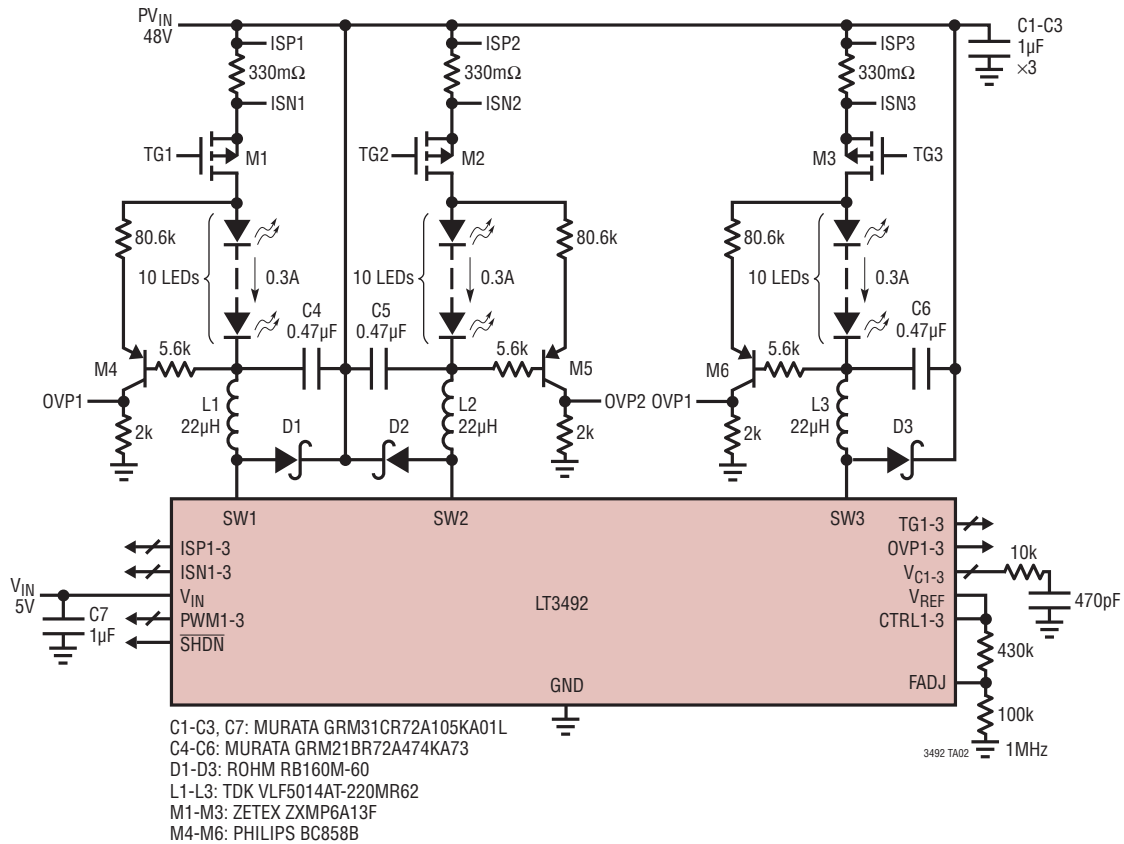 PVIN
48V
ISP1
ISP2
ISP3
C1-C3
1µF
×3
330mΩ
330mΩ
330mΩ
ISN1
ISN2
ISN3
TG1
M1
TG2
M2
M3
TG3
80.6k
80.6k
80.6k
10 LEDs
0.3A
10 LEDs
0.3A
10 LEDs
0.3A
C4
0.47µF
C5
0.47µF
C6
0.47µF
M4
5.6k
5.6k
M5
M6
5.6k
OVP1
OVP2
OVP1
2k
L1
22µH
D1
D2
L2
22µH
2k
2k
L3
22µH
D3
SW1
SW2
SW3
ISP1-3
ISN1-3
VIN
5V
VIN
C7
1µF
PWM1-3
SHDN
LT3492
GND
TG1-3
OVP1-3
VC1-3
VREF
CTRL1-3
FADJ
10k
470pF
430k
100k
1MHz
3492 TA02
C1-C3, C7: MURATA GRM31CR72A105KA01L
C4-C6: MURATA GRM21BR72A474KA73
D1-D3: ROHM RB160M-60
L1-L3: TDK VLF5014AT-220MR62
M1-M3: ZETEX ZXMP6A13F
M4-M6: PHILIPS BC858B